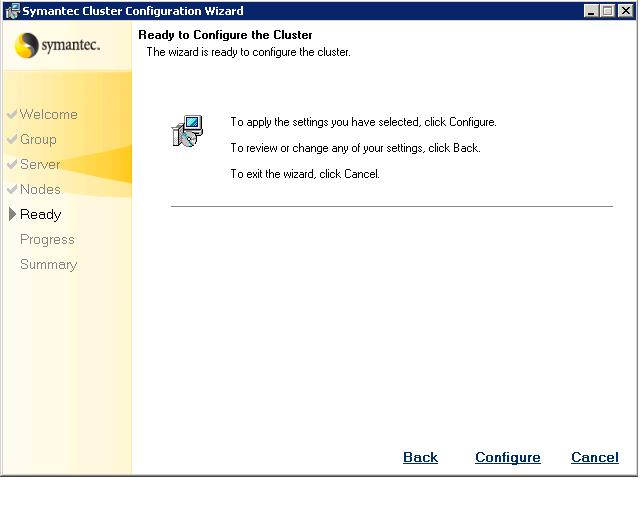 Symantec Cluster Configuration Wizard
symantec.
Ready to Configure the Cluster
The wizard is ready to configure the cluster.
Welcome
Group
Server
Nodes
Ready
Progress
Summary
To apply the settings you have selected, click Configure.
To review or change any of your settings, click Back.
To exit the wizard, click Cancel.
Back Configure Cancel